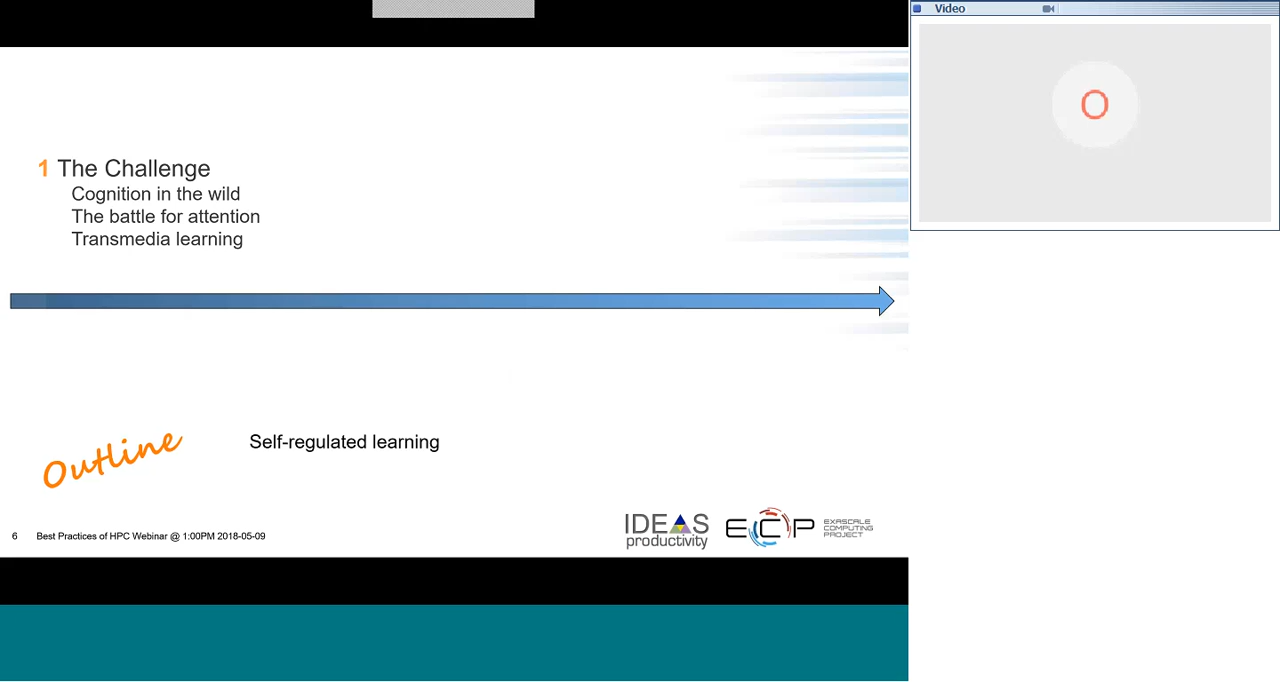 Video
O
1 The Challenge
Cognition in the wild
The battle for attention
Transmedia learning
Outline
Self-regulated learning
6 Best Practices of HPC Webinar @ 1:00PM 2018-05-09
IDEAS
productivity
ECP
EXASCALE
COMPUTING
PROJECT